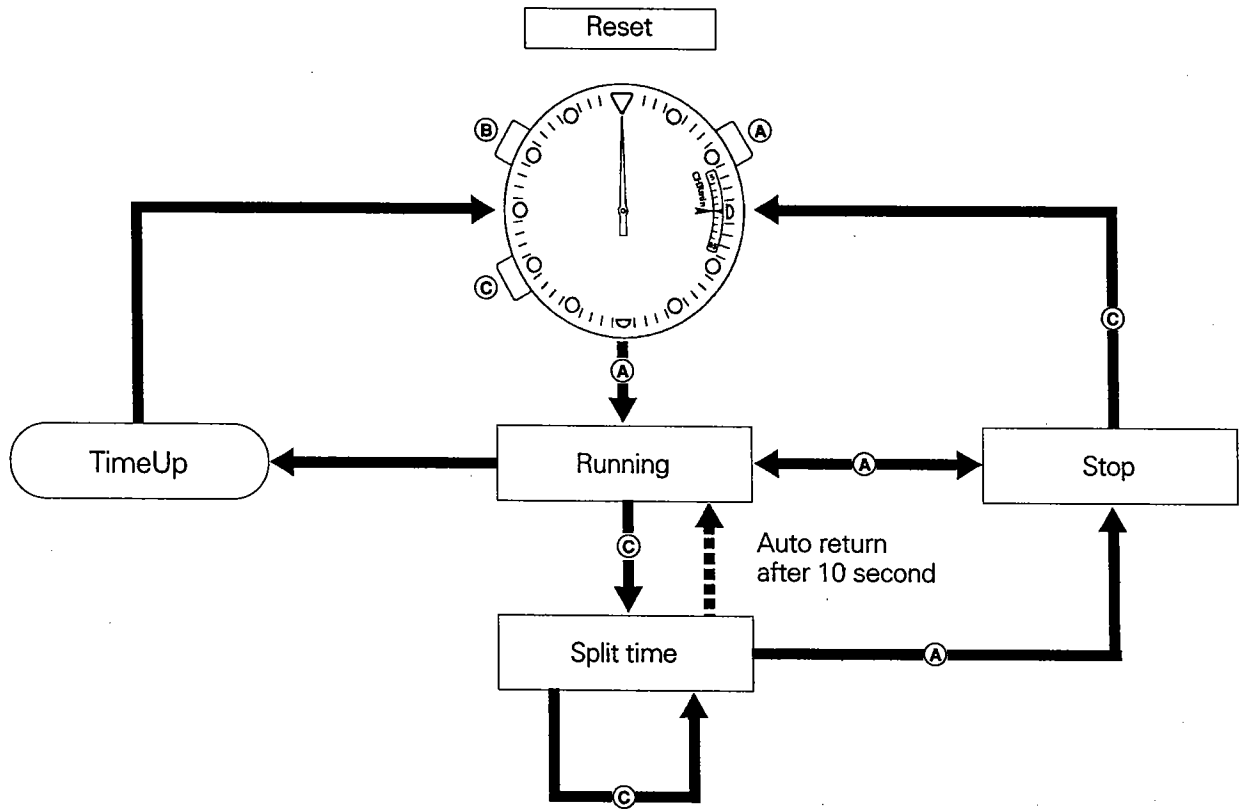 Reset
B
A
C
A
C
TimeUp
Running
A
Stop
C
Auto return
after 10 second
Split time
A
C